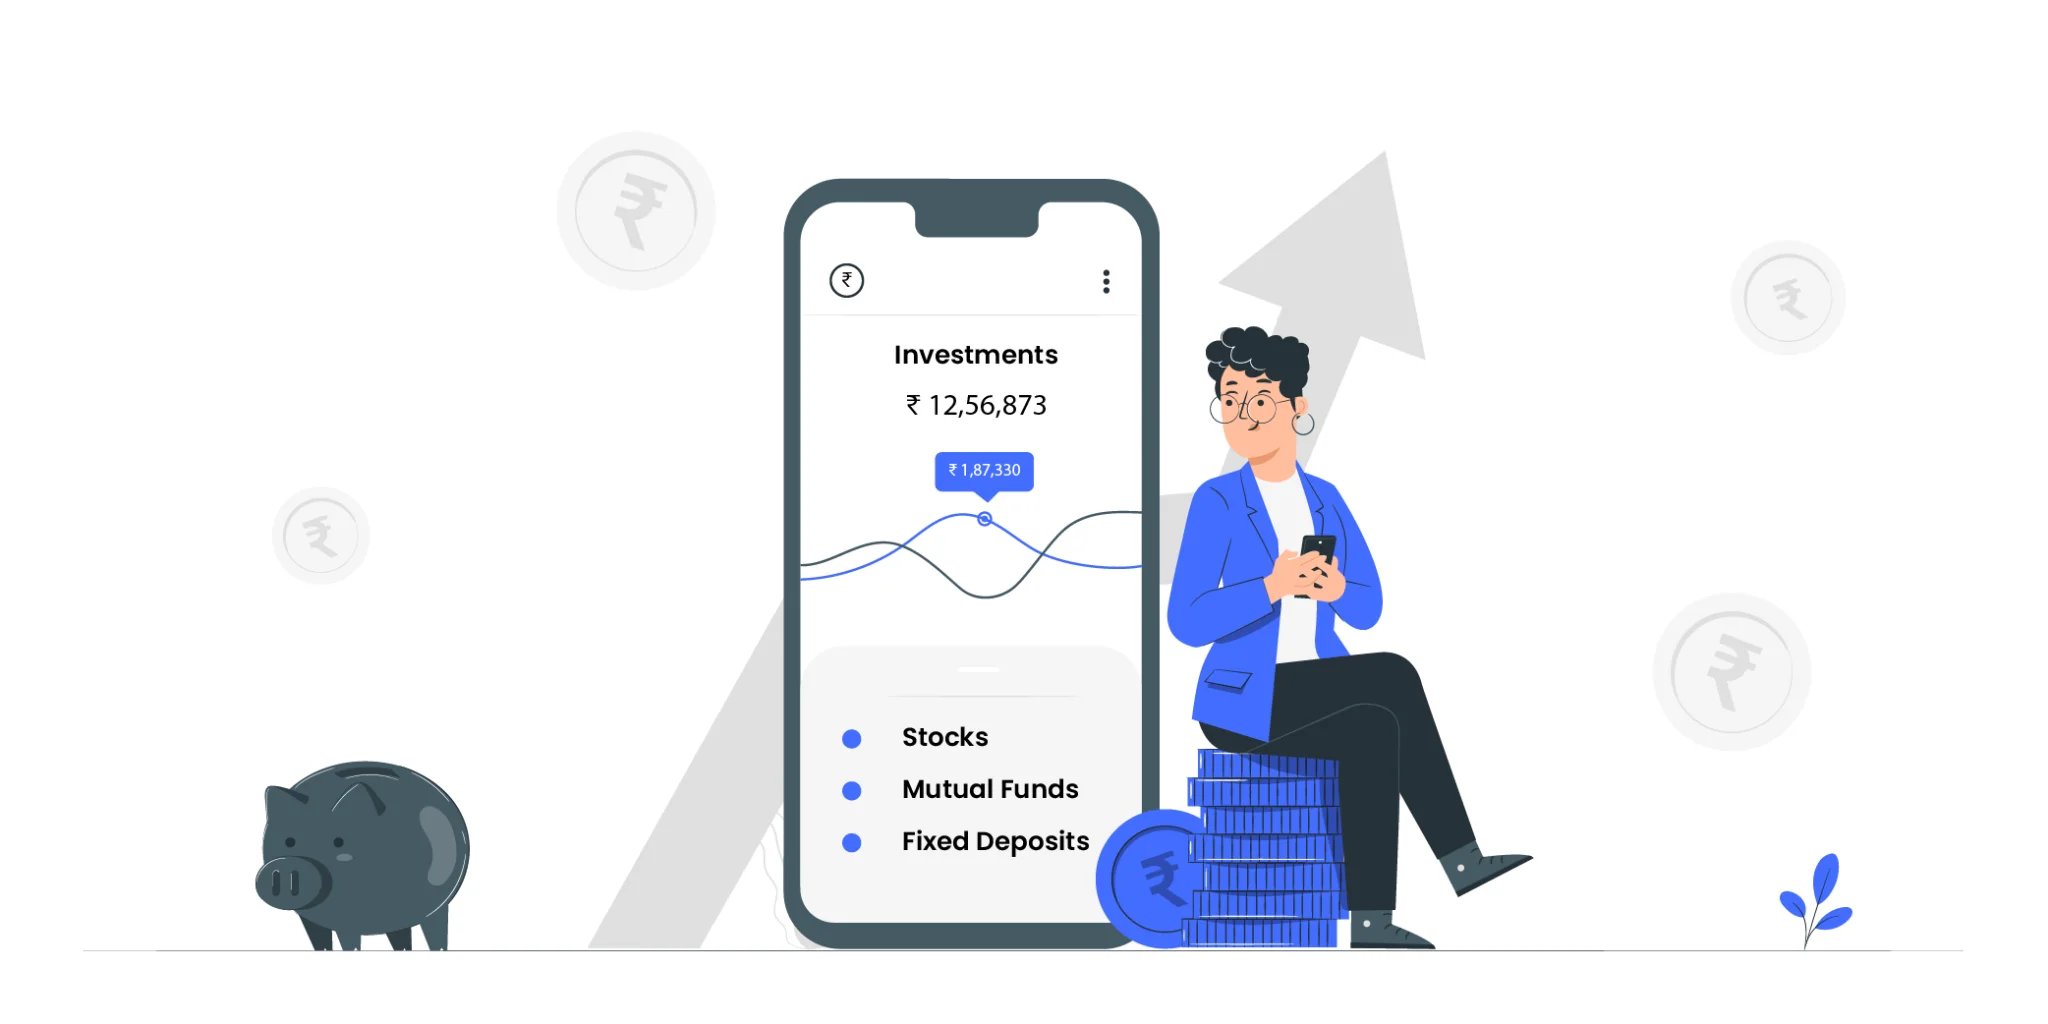 ₹
₹
Investments
₹ 12,56,873
₹ 1,87,330
₹
₹
Stocks
Mutual Funds
Fixed Deposits
₹
₹